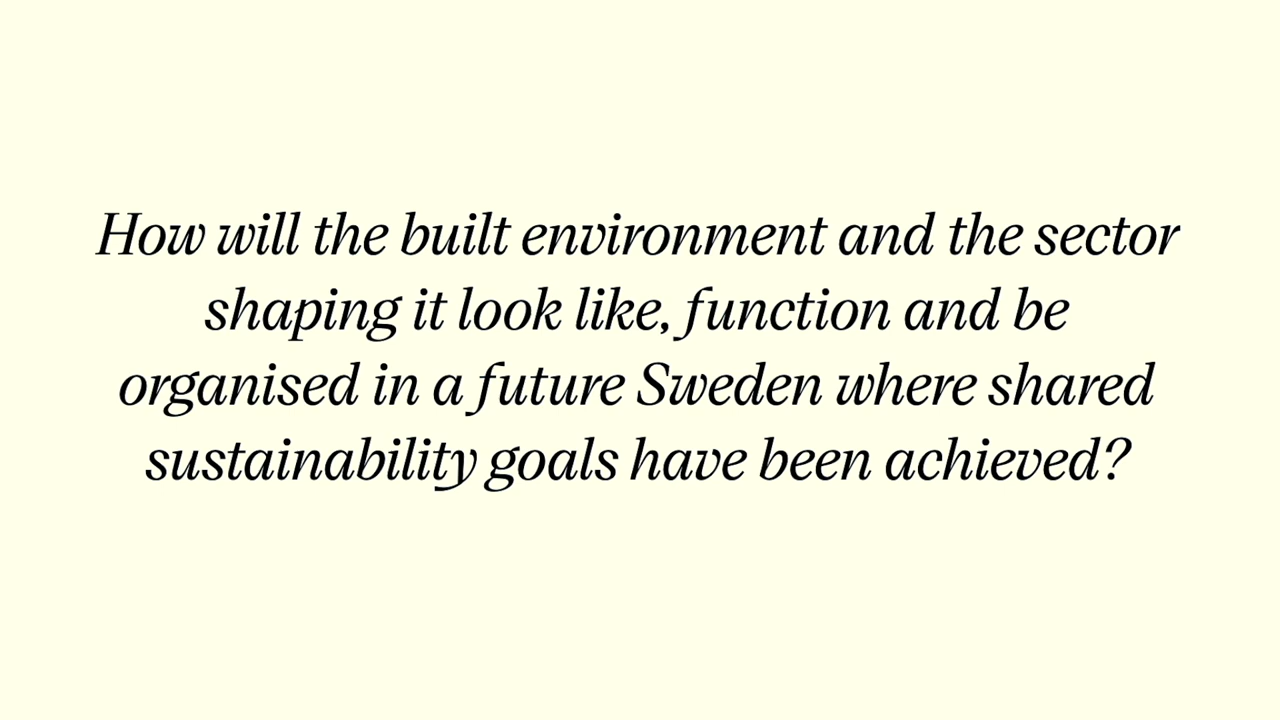 How will the built environment and the sector
shaping it look like, function and be
organised in a future Sweden where shared
sustainability goals have been achieved?